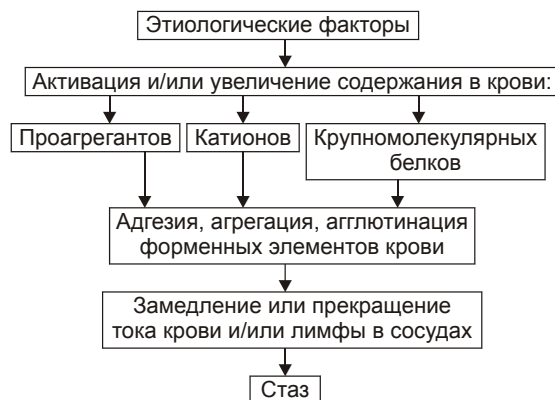 Этиологические факторы
Активация и/или увеличение содержания в крови:
Проагрегантов
Катионов
Крупномолекулярных
белков
Адгезия, агрегация, агглютинация
форменных элементов крови
Замедление или прекращение
тока крови и/или лимфы в сосудах
Стаз